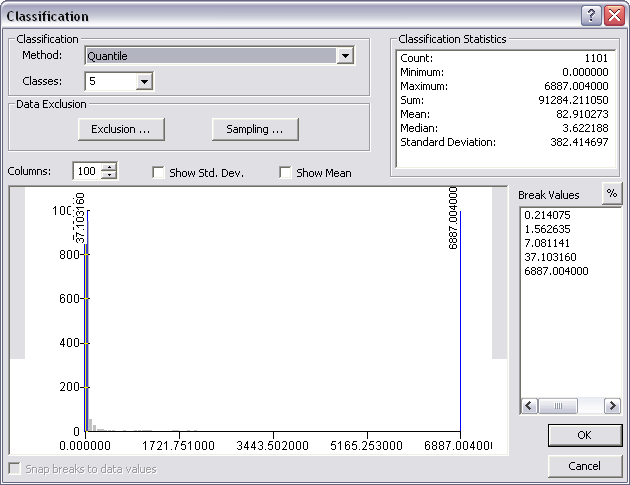 Classification
Classification
Method: Quantile
Classes: 5
Data Exclusion
Exclusion ...
Sampling ...
Classification Statistics
Count: 1101
Minimum: 0.000000
Maximum: 6887.004000
Sum: 91284.211050
Mean: 82.910273
Median: 3.622188
Standard Deviation: 382.414697
Columns: 100
Show Std. Dev.
Show Mean
Break Values
%
0.214075
1.562635
7.081141
37.103160
6887.004000
37.103160
6887.004000
800
600
400
200
0
0.000000
1721.751000
3443.502000
5165.253000
6887.004000
Snap breaks to data values
OK
Cancel